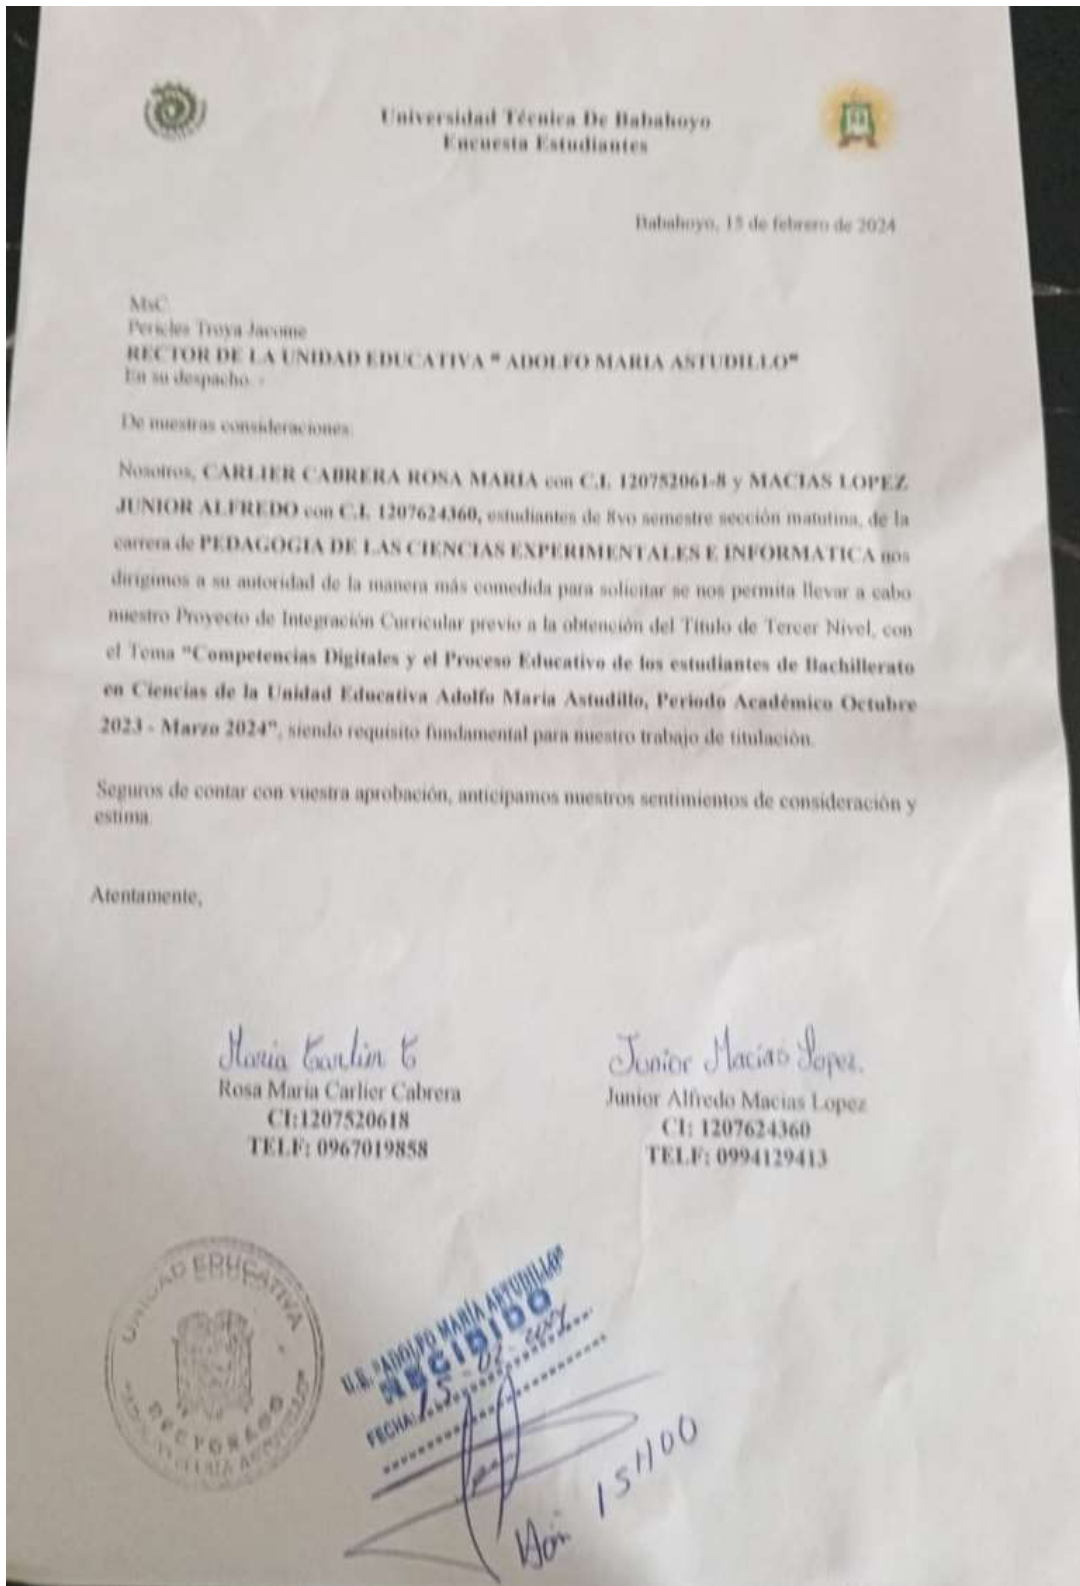 Universidad Técnica De Babahoyo
Encuesta Estudiantes
Babahoyo, 15 de febrero de 2024
MsC.
Pericles Troya Jacome
RECTOR DE LA UNIDAD EDUCATIVA " ADOLFO MARIA ASTUDILLO"
En su despacho. -
De nuestras consideraciones:
Nosotros, CARLIER CABRERA ROSA MARIA con C.I. 120752061-8 y MACIAS LOPEZ
JUNIOR ALFREDO con C.I. 1207624360, estudiantes de 8vo semestre sección matutina, de la
carrera de PEDAGOGIA DE LAS CIENCIAS EXPERIMENTALES E INFORMATICA nos
dirigimos a su autoridad de la manera más comedida para solicitar se nos permita llevar a cabo
nuestro Proyecto de Integración Curricular previo a la obtención del Título de Tercer Nivel, con
el Tema "Competencias Digitales y el Proceso Educativo de los estudiantes de Bachillerato
en Ciencias de la Unidad Educativa Adolfo María Astudillo, Periodo Académico Octubre
2023 - Marzo 2024", siendo requisito fundamental para nuestro trabajo de titulación.
Seguros de contar con vuestra aprobación, anticipamos nuestros sentimientos de consideración y
estima.
Atentamente,
María Carlier C
Junior Macias Lopez.
Rosa Maria Carlier Cabrera
Junior Alfredo Macias Lopez
CI:1207520618
CI: 1207624360
TELF: 0967019858
TELF: 0994129413
UNIDAD EDUCATIVA
RECTORADO
U.E. "ADOLFO MARÍA ASTUDILLO"
RECIBIDO
FECHA: 15-02-2024
15H00